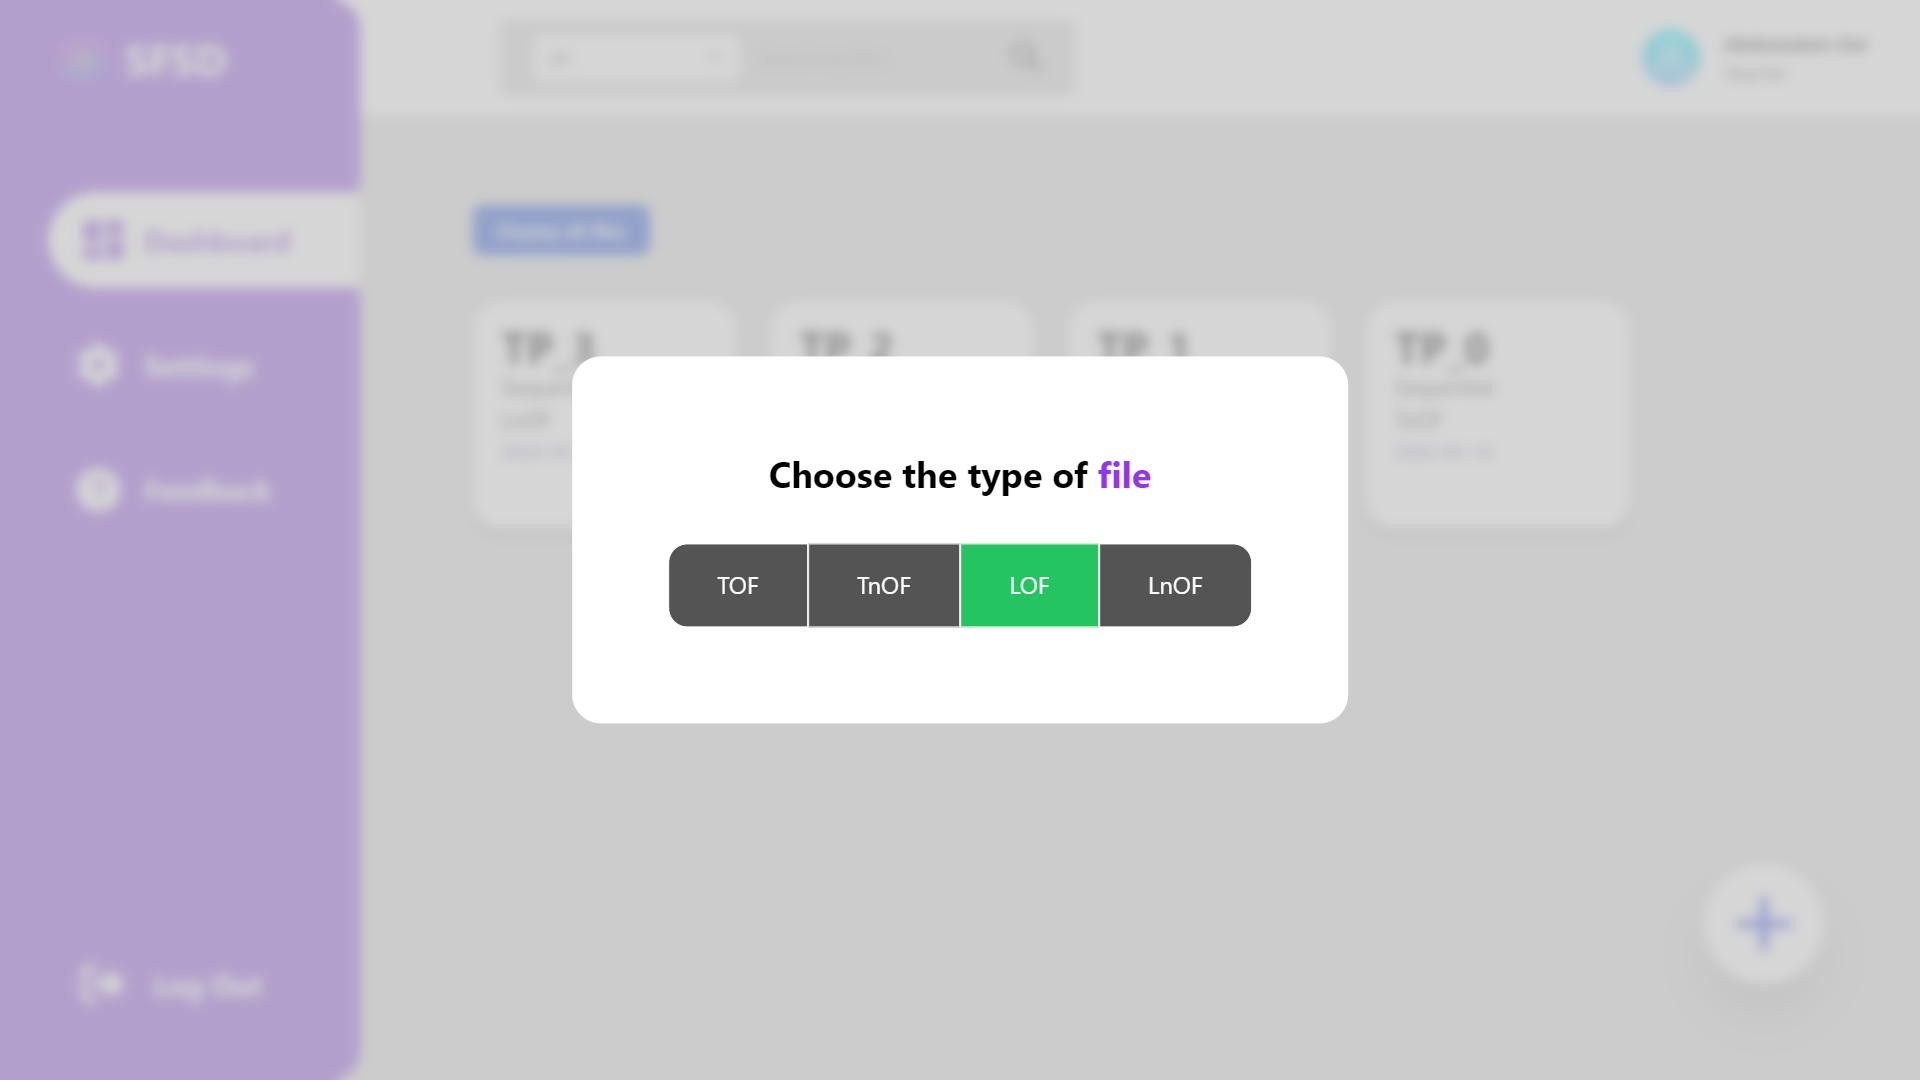 SFSD
Dashboard
Settings
Feedback
Log Out
TP_3
TP_2
TP_1
TP_0
Sequential
Choose the type of file
TOF
TnOF
LOF
LnOF